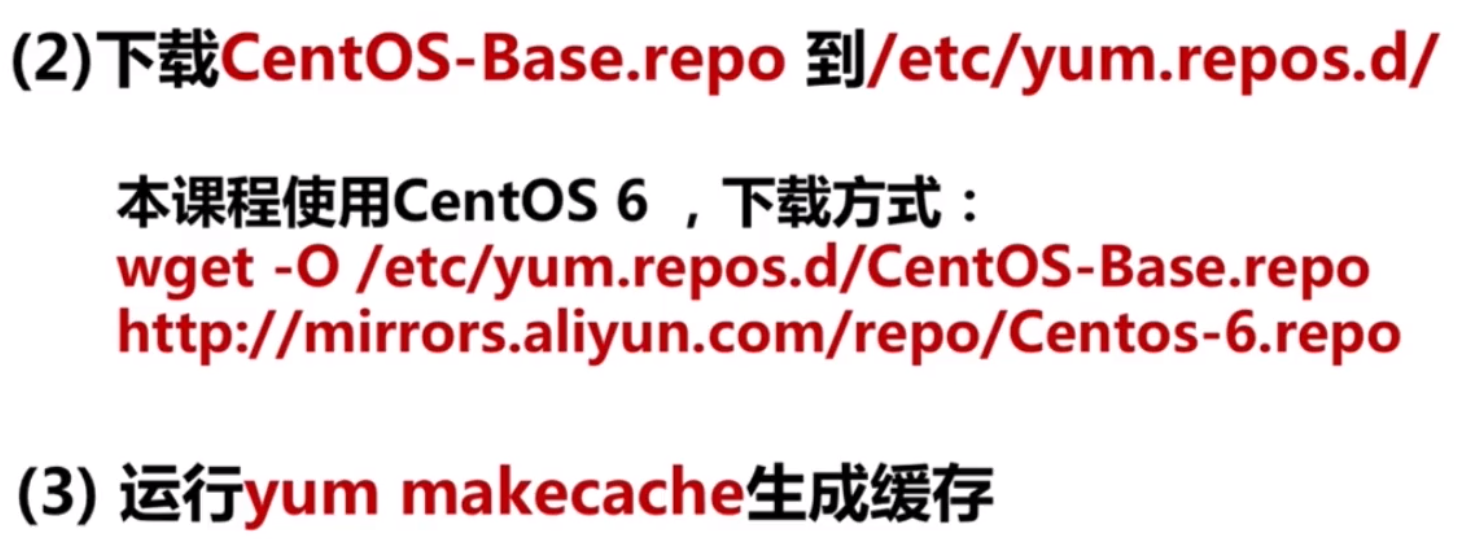 (2)下载CentOS-Base.repo 到/etc/yum.repos.d/
本课程使用CentOS 6 ，下载方式：
wget -O /etc/yum.repos.d/CentOS-Base.repo
http://mirrors.aliyun.com/repo/Centos-6.repo
(3) 运行yum makecache生成缓存